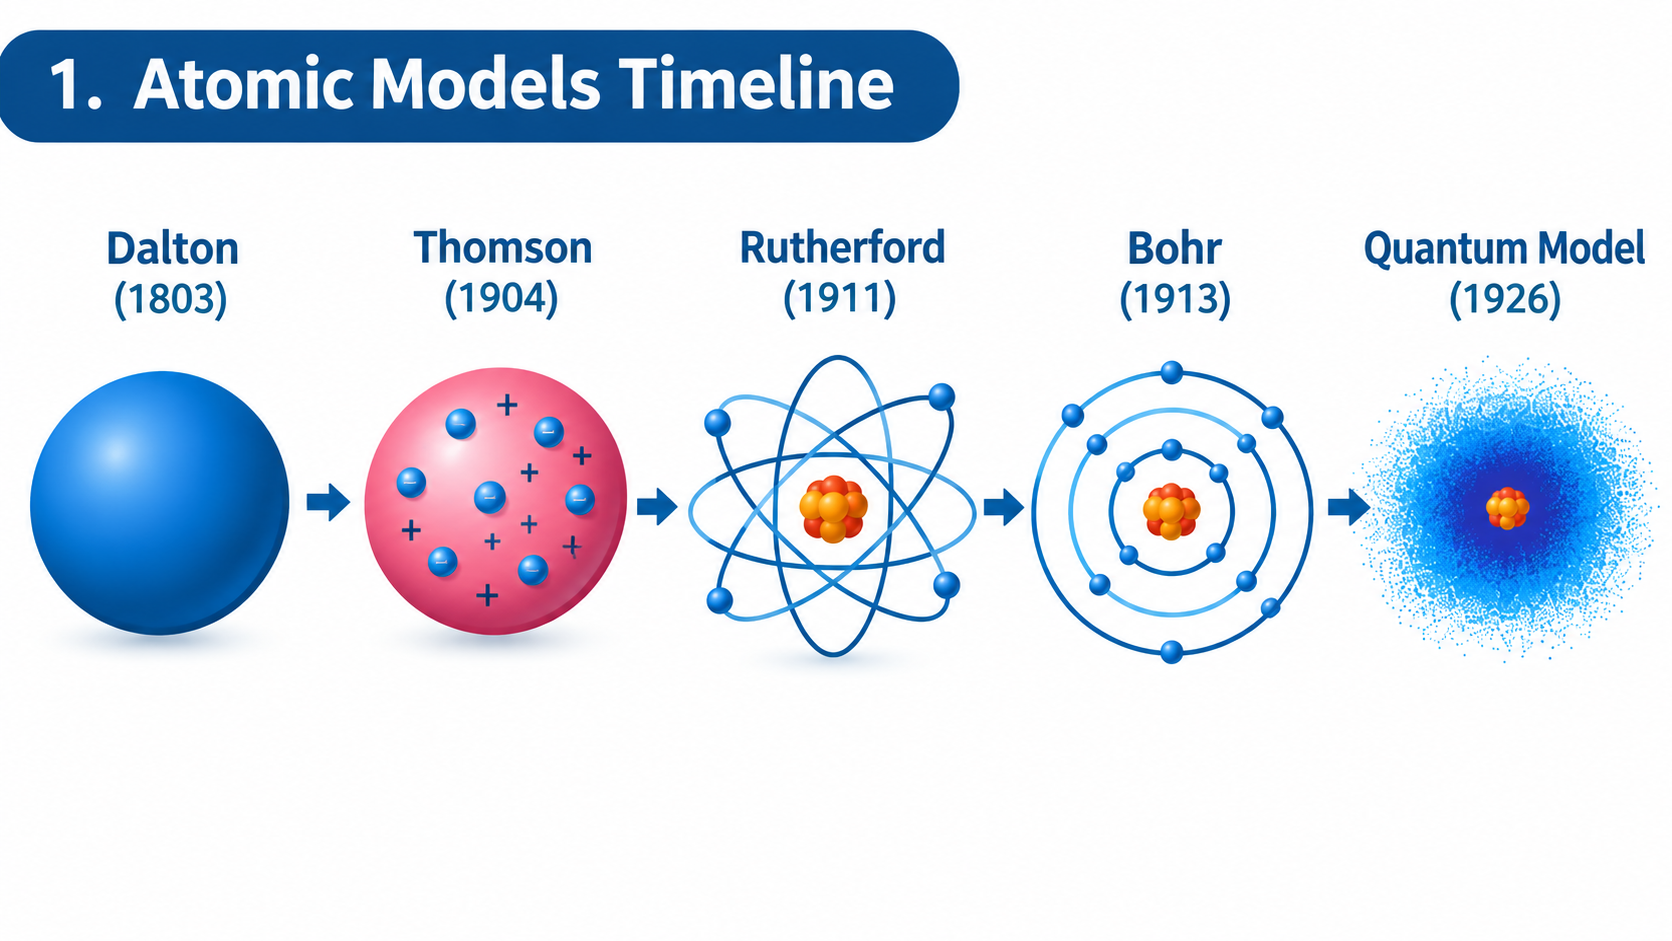 1. Atomic Models Timeline
Dalton
(1803)
Thomson
(1904)
Rutherford
(1911)
Bohr
(1913)
Quantum Model
(1926)
+
+
+
+
+
+
+
+